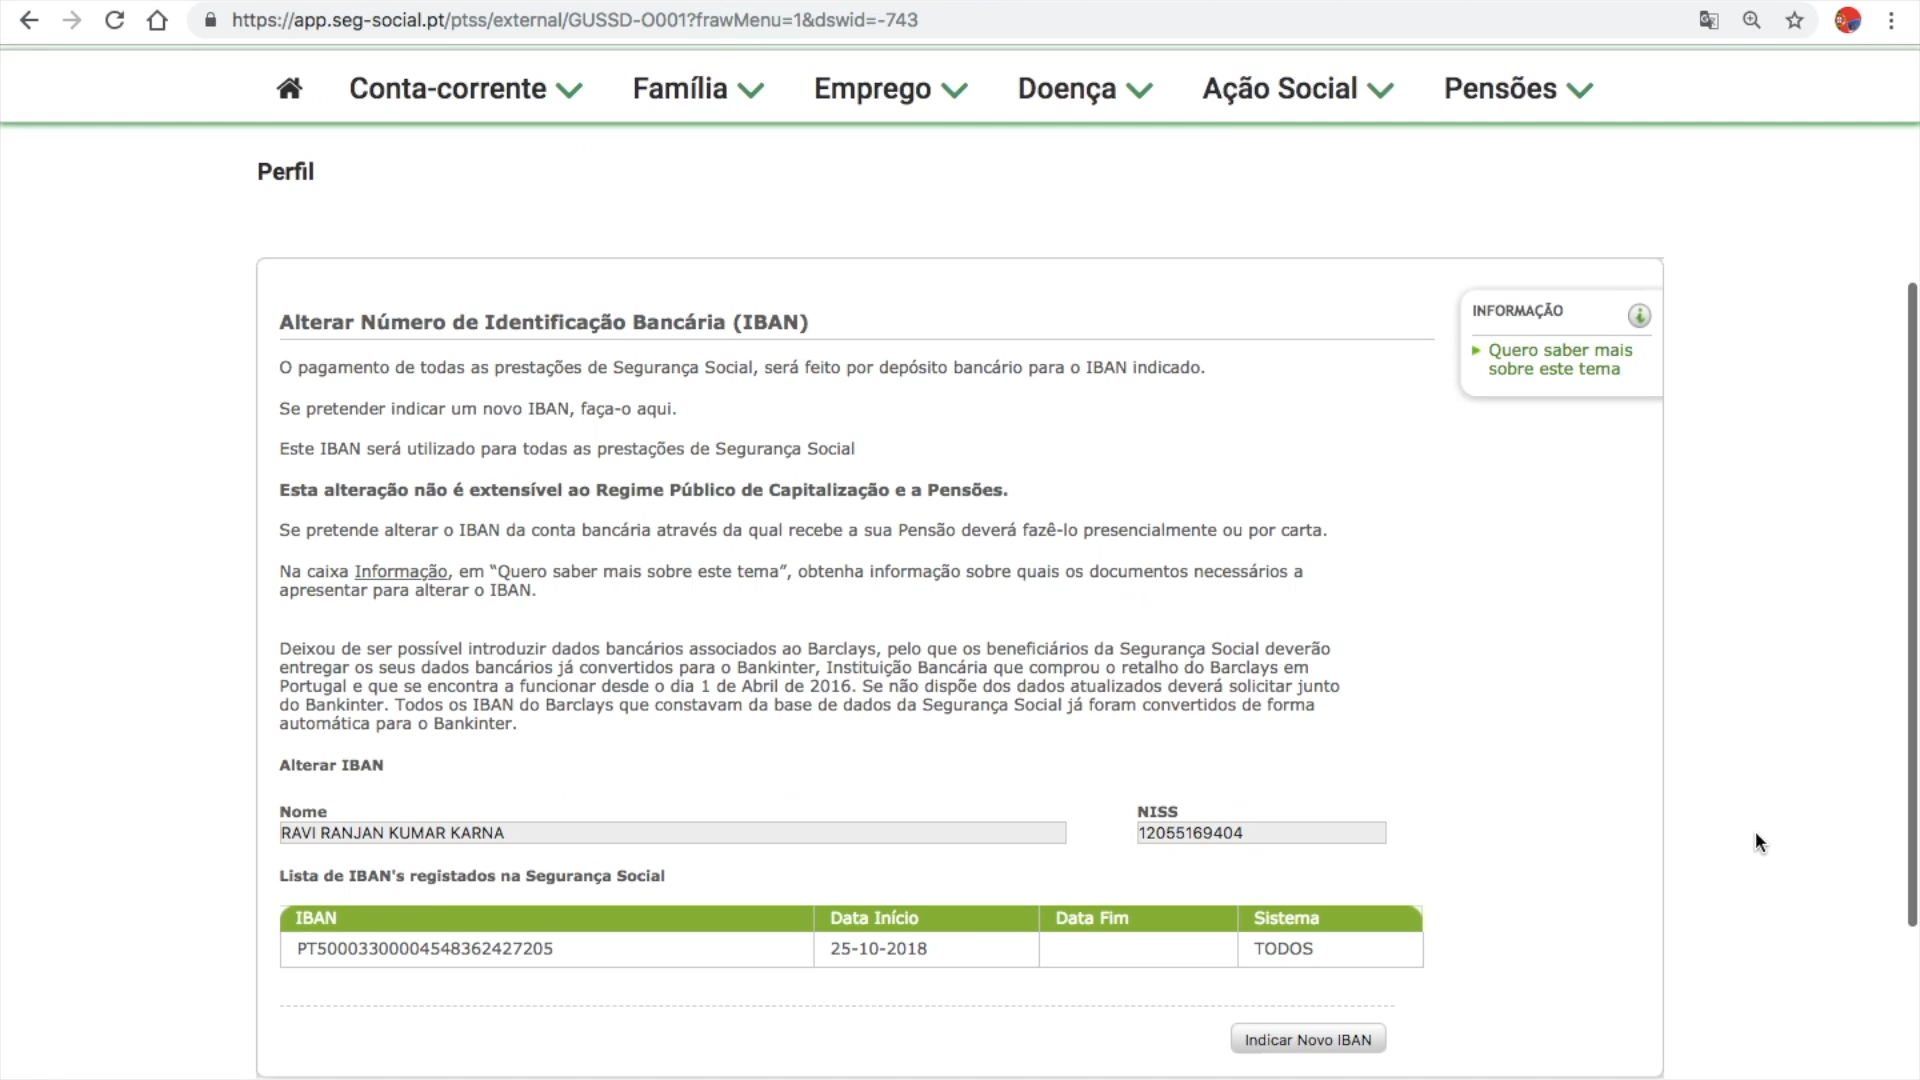 https://app.seg-social.pt/ptss/external/GUSSD-O001?frawMenu=1&dswid=-743
Conta-corrente Família Emprego Doença Ação Social Pensões
Perfil
Alterar Número de Identificação Bancária (IBAN)
INFORMAÇÃO
Quero saber mais
sobre este tema
O pagamento de todas as prestações de Segurança Social, será feito por depósito bancário para o IBAN indicado.
Se pretender indicar um novo IBAN, faça-o aqui.
Este IBAN será utilizado para todas as prestações de Segurança Social
Esta alteração não é extensível ao Regime Público de Capitalização e a Pensões.
Se pretende alterar o IBAN da conta bancária através da qual recebe a sua Pensão deverá fazê-lo presencialmente ou por carta.
Na caixa Informação, em “Quero saber mais sobre este tema”, obtenha informação sobre quais os documentos necessários a
apresentar para alterar o IBAN.
Deixou de ser possível introduzir dados bancários associados ao Barclays, pelo que os beneficiários da Segurança Social deverão
entregar os seus dados bancários já convertidos para o Bankinter, Instituição Bancária que comprou o retalho do Barclays em
Portugal e que se encontra a funcionar desde o dia 1 de Abril de 2016. Se não dispõe dos dados atualizados deverá solicitar junto
do Bankinter. Todos os IBAN do Barclays que constavam da base de dados da Segurança Social já foram convertidos de forma
automática para o Bankinter.
Alterar IBAN
Nome NISS
RAVI RANJAN KUMAR KARNA 12055169404
Lista de IBAN's registados na Segurança Social
IBAN Data Início Data Fim Sistema
PT50003300004548362427205 25-10-2018 TODOS
Indicar Novo IBAN